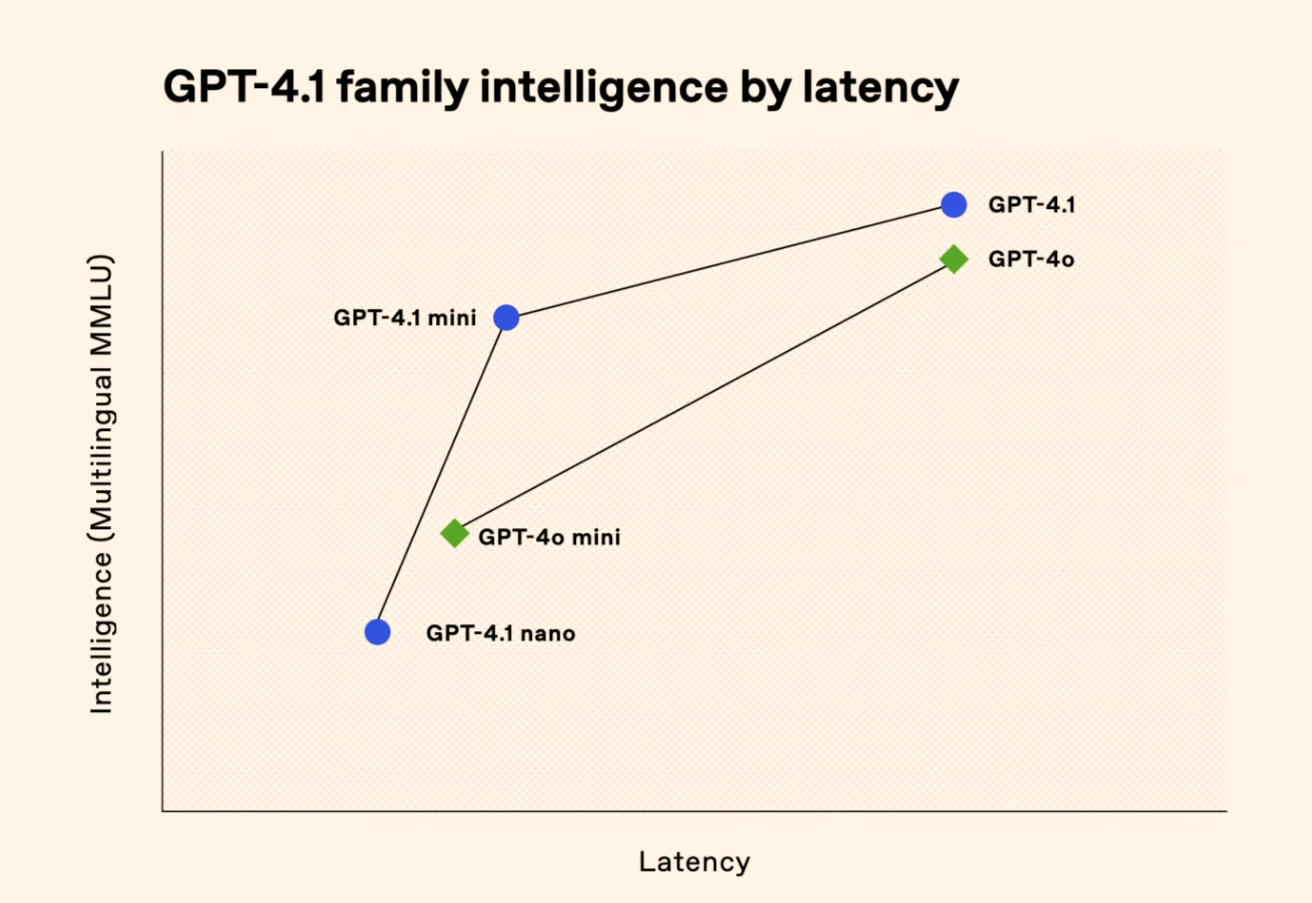 GPT-4.1 family intelligence by latency
Intelligence (Multilingual MMLU)
GPT-4.1
GPT-4o
GPT-4.1 mini
GPT-4o mini
GPT-4.1 nano
Latency